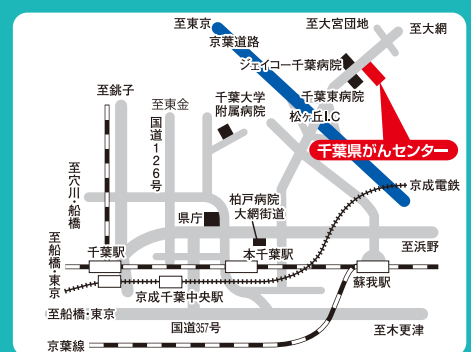 至東京
京葉道路
至大宮団地
至大網
ジェイコー千葉病院
千葉東病院
松ヶ丘I.C
千葉県がんセンター
至銚子
至東金
国道126号
千葉大学
附属病院
至穴川・船橋
京成電鉄
柏戸病院
大網街道
県庁
至船橋・東京
千葉駅
本千葉駅
至浜野
京成千葉中央駅
蘇我駅
至船橋・東京
国道357号
至木更津
京葉線